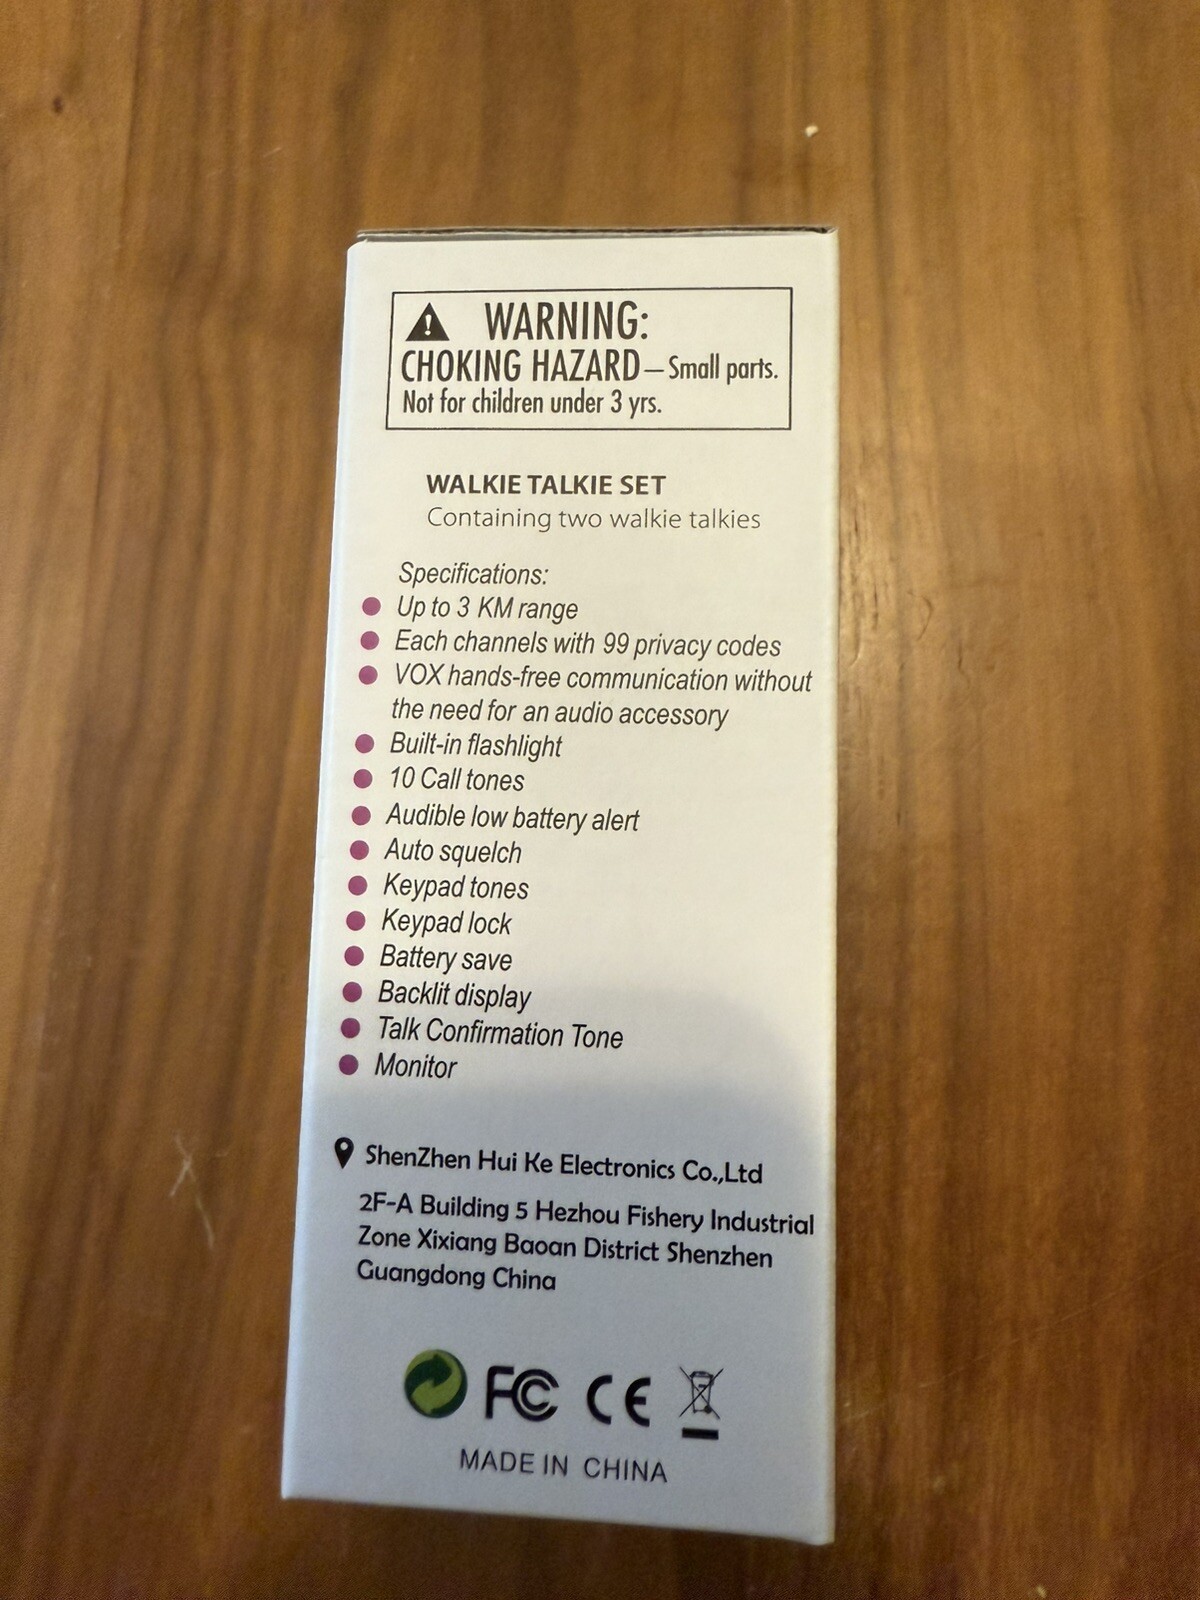 WARNING:
CHOKING HAZARD — Small parts.
Not for children under 3 yrs.
WALKIE TALKIE SET
Containing two walkie talkies
Specifications:
Up to 3 KM range
Each channels with 99 privacy codes
VOX hands-free communication without
the need for an audio accessory
Built-in flashlight
10 Call tones
Audible low battery alert
Auto squelch
Keypad tones
Keypad lock
Battery save
Backlit display
Talk Confirmation Tone
Monitor
ShenZhen Hui Ke Electronics Co.,Ltd
2F-A Building 5 Hezhou Fishery Industrial
Zone Xixiang Baoan District Shenzhen
Guangdong China
FC CE
MADE IN CHINA